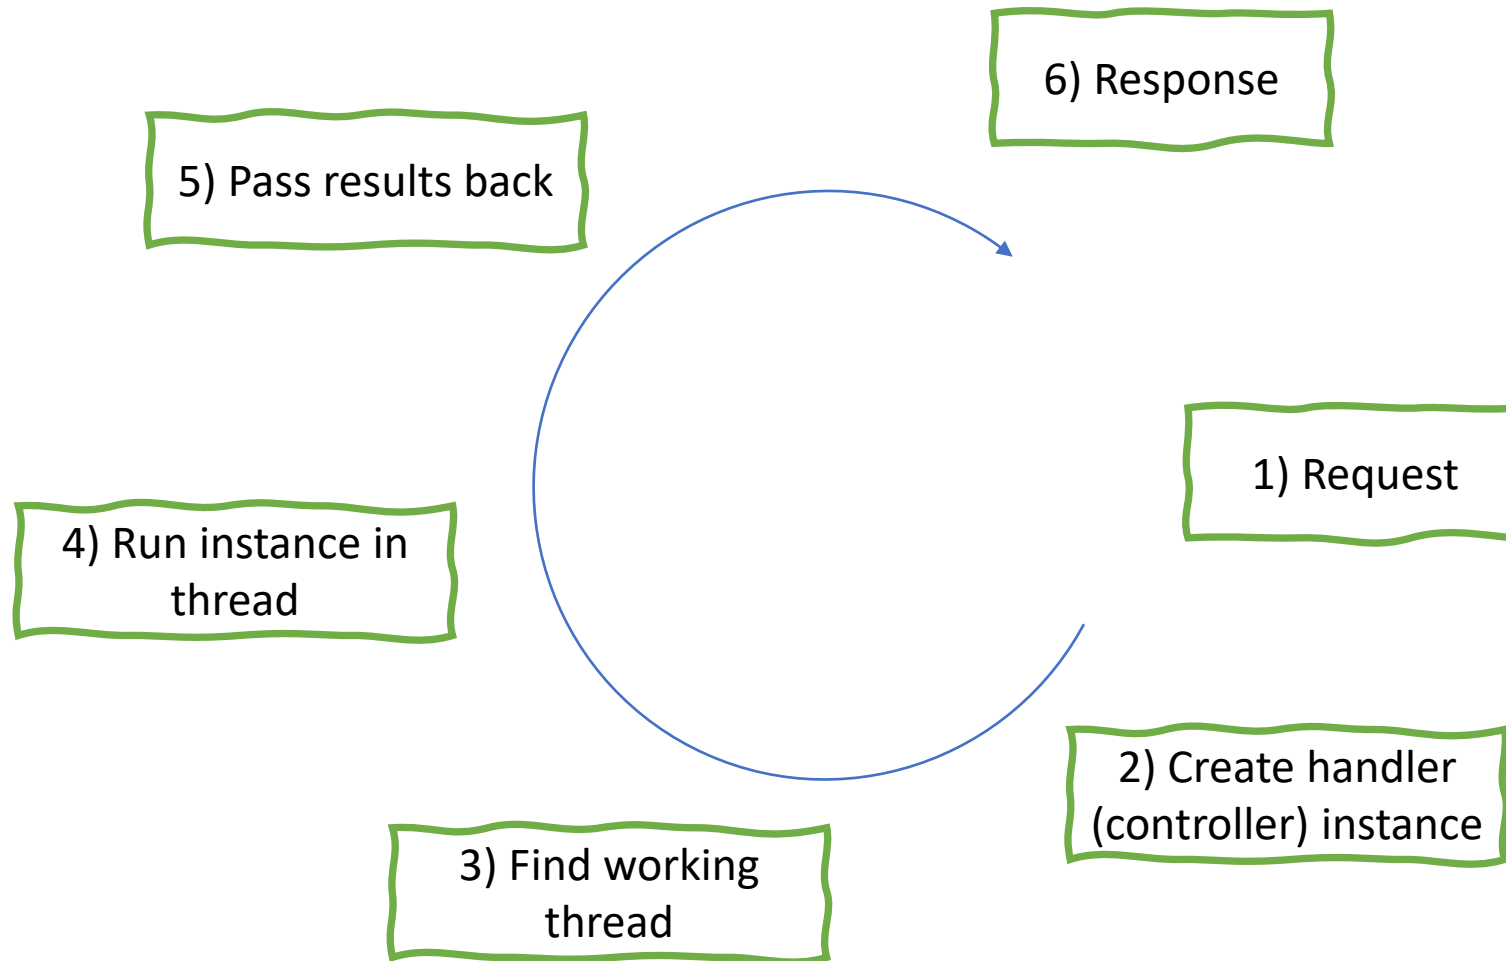 6) Response
5) Pass results back
1) Request
4) Run instance in
thread
2) Create handler
(controller) instance
3) Find working
thread